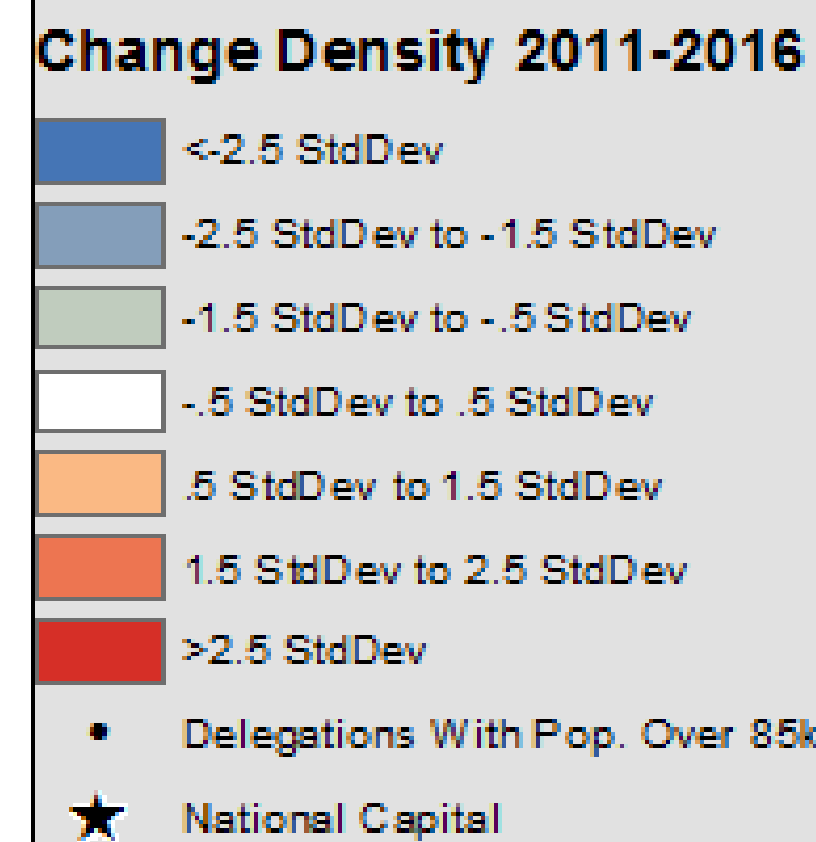 Change Density 2011-2016
<-2.5 StdDev
-2.5 StdDev to -1.5 StdDev
-1.5 StdDev to -.5 StdDev
-.5 StdDev to .5 StdDev
.5 StdDev to 1.5 StdDev
1.5 StdDev to 2.5 StdDev
>2.5 StdDev
Delegations With Pop. Over 85k
National Capital